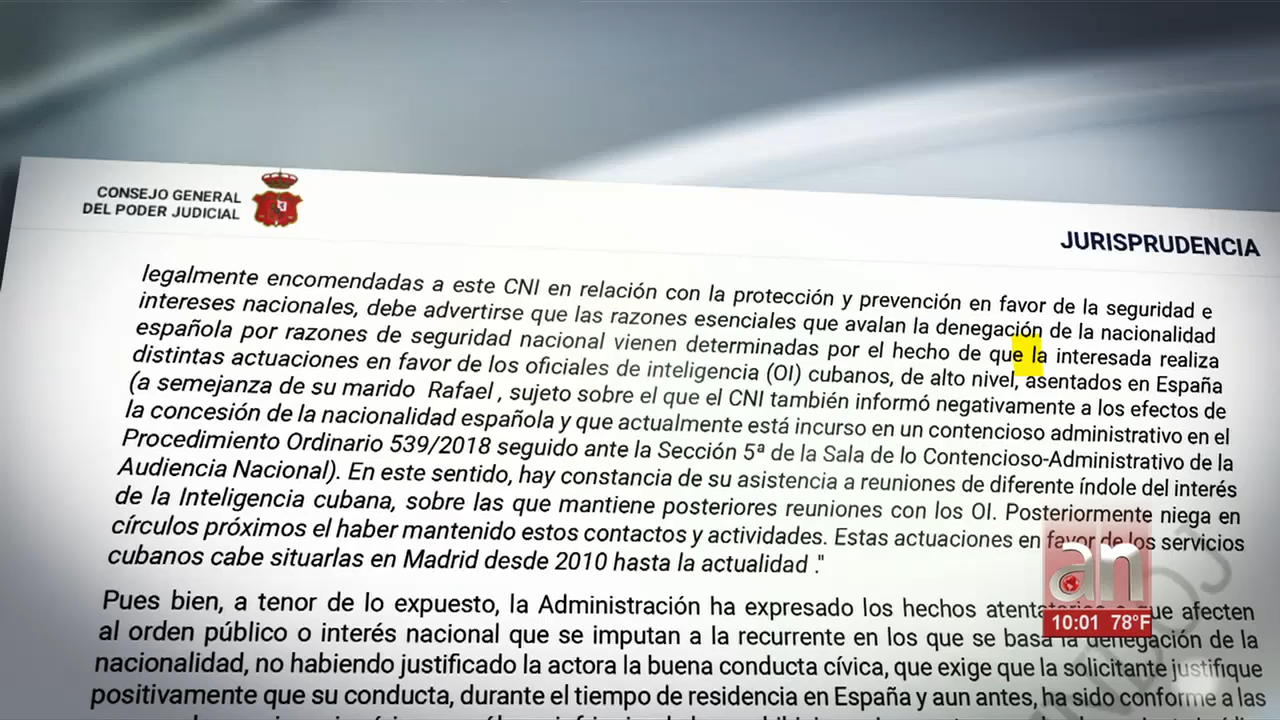 CONSEJO GENERAL
DEL PODER JUDICIAL
JURISPRUDENCIA
legalmente encomendadas a este CNI en relación con la protección y prevención en favor de la seguridad e
intereses nacionales, debe advertirse que las razones esenciales que avalan la denegación de la nacionalidad
española por razones de seguridad nacional vienen determinadas por el hecho de que la interesada realiza
distintas actuaciones en favor de los oficiales de inteligencia (OI) cubanos, de alto nivel, asentados en España
(a semejanza de su marido Rafael , sujeto sobre el que el CNI también informó negativamente a los efectos de
la concesión de la nacionalidad española y que actualmente está incurso en un contencioso administrativo en el
Procedimiento Ordinario 539/2018 seguido ante la Sección 5ª de la Sala de lo Contencioso-Administrativo de la
Audiencia Nacional). En este sentido, hay constancia de su asistencia a reuniones de diferente índole del interés
de la Inteligencia cubana, sobre las que mantiene posteriores reuniones con los OI. Posteriormente niega en
círculos próximos el haber mantenido estos contactos y actividades. Estas actuaciones en favor de los servicios
cubanos cabe situarlas en Madrid desde 2010 hasta la actualidad ."
Pues bien, a tenor de lo expuesto, la Administración ha expresado los hechos que afecten
al orden público o interés nacional que se imputan a la recurrente en los que se basa la denegación de la
nacionalidad, no habiendo justificado la actora la buena conducta cívica, que exige que la solicitante justifique
positivamente que su conducta, durante el tiempo de residencia en España y aun antes, ha sido conforme a las
an
10:01 78°F